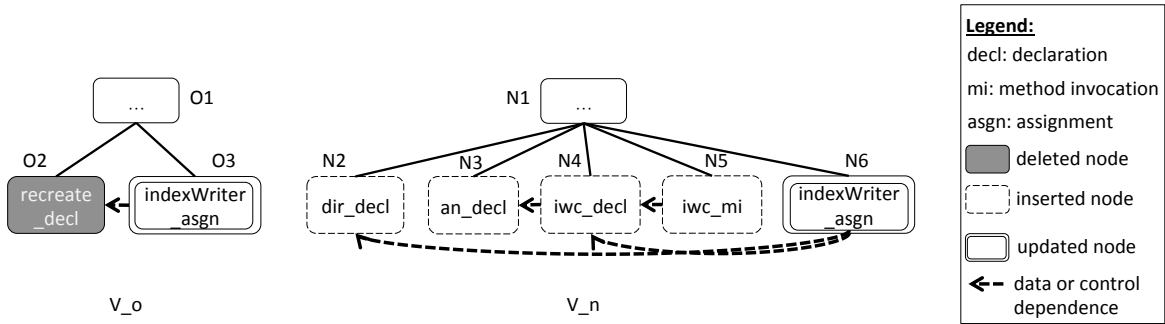 ... O1
O2 O3
recreate
_decl
indexWriter
_asgn
V_o
N1 ...
N2 N3 N4 N5 N6
dir_decl
an_decl
iwc_decl
iwc_mi
indexWriter
_asgn
V_n
Legend:
decl: declaration
mi: method invocation
asgn: assignment
deleted node
inserted node
updated node
data or control
dependence